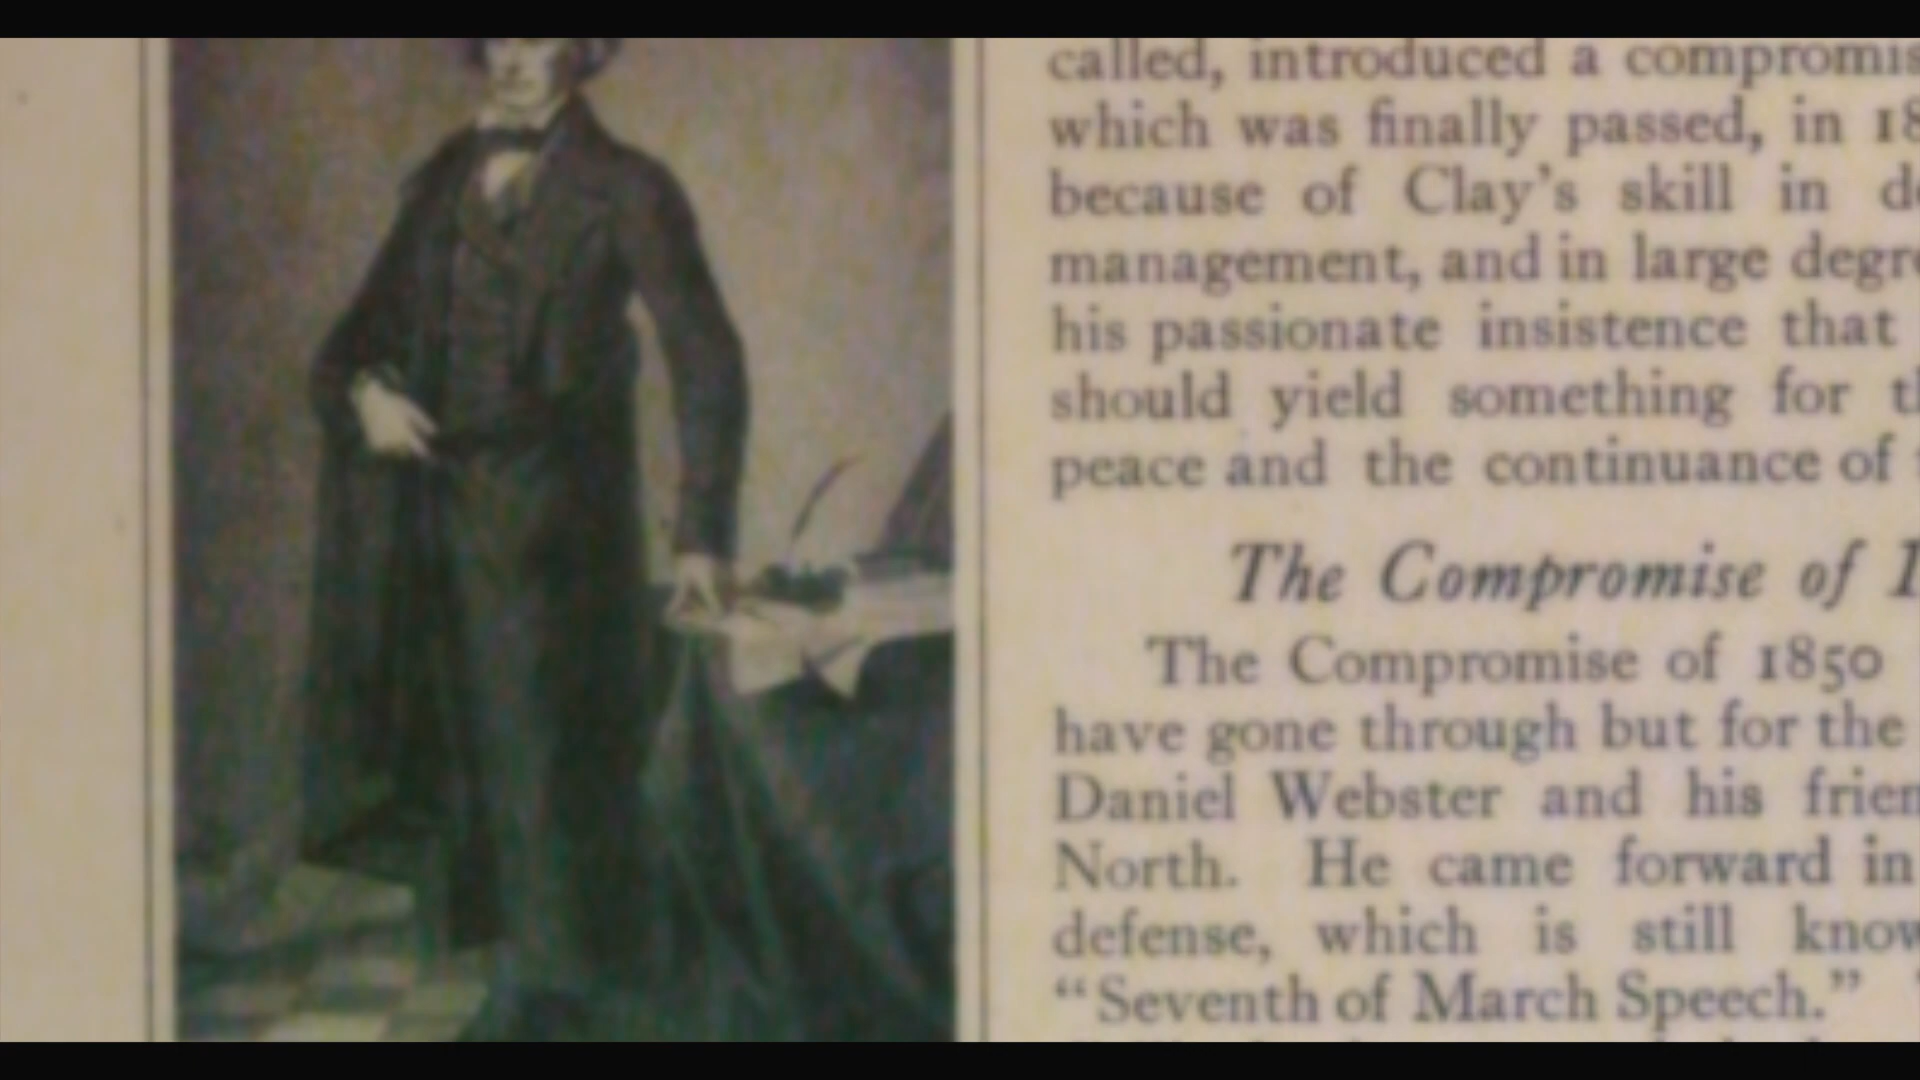 called, introduced a compromis
which was finally passed, in 18
because of Clay's skill in d
management, and in large degr
his passionate insistence that
should yield something for t
peace and the continuance of
The Compromise of
The Compromise of 1850
have gone through but for the
Daniel Webster and his frien
North. He came forward in
defense, which is still know
“Seventh of March Speech.”